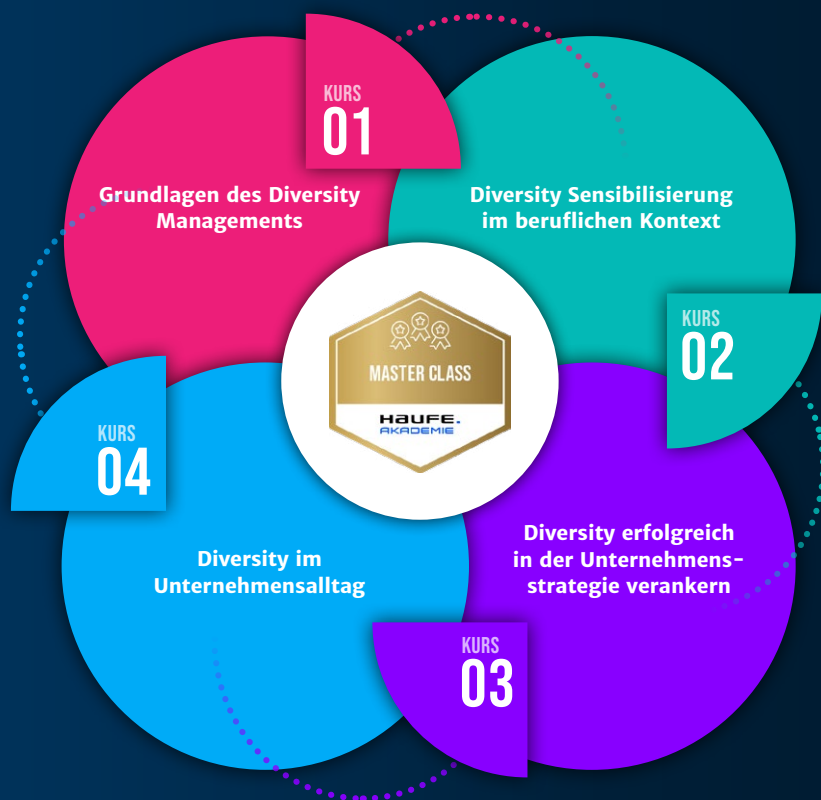 KURS
01
Grundlagen des Diversity
Managements
Diversity Sensibilisierung
im beruflichen Kontext
KURS
02
MASTER CLASS
HAUFE.
AKADEMIE
KURS
04
Diversity im
Unternehmensalltag
Diversity erfolgreich
in der Unternehmens-
strategie verankern
KURS
03